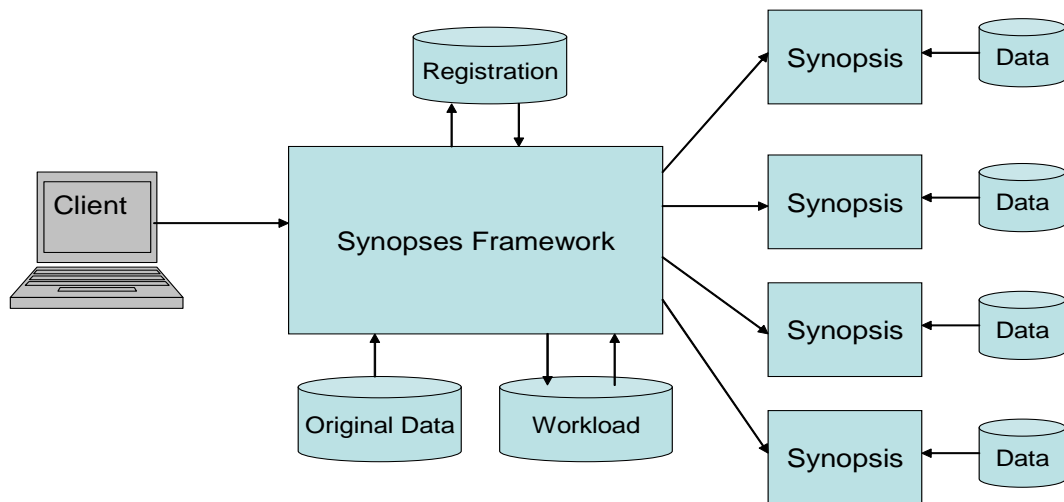 Registration
Synopsis
Data
Client
Synopses Framework
Synopsis
Data
Synopsis
Data
Original Data
Workload
Synopsis
Data